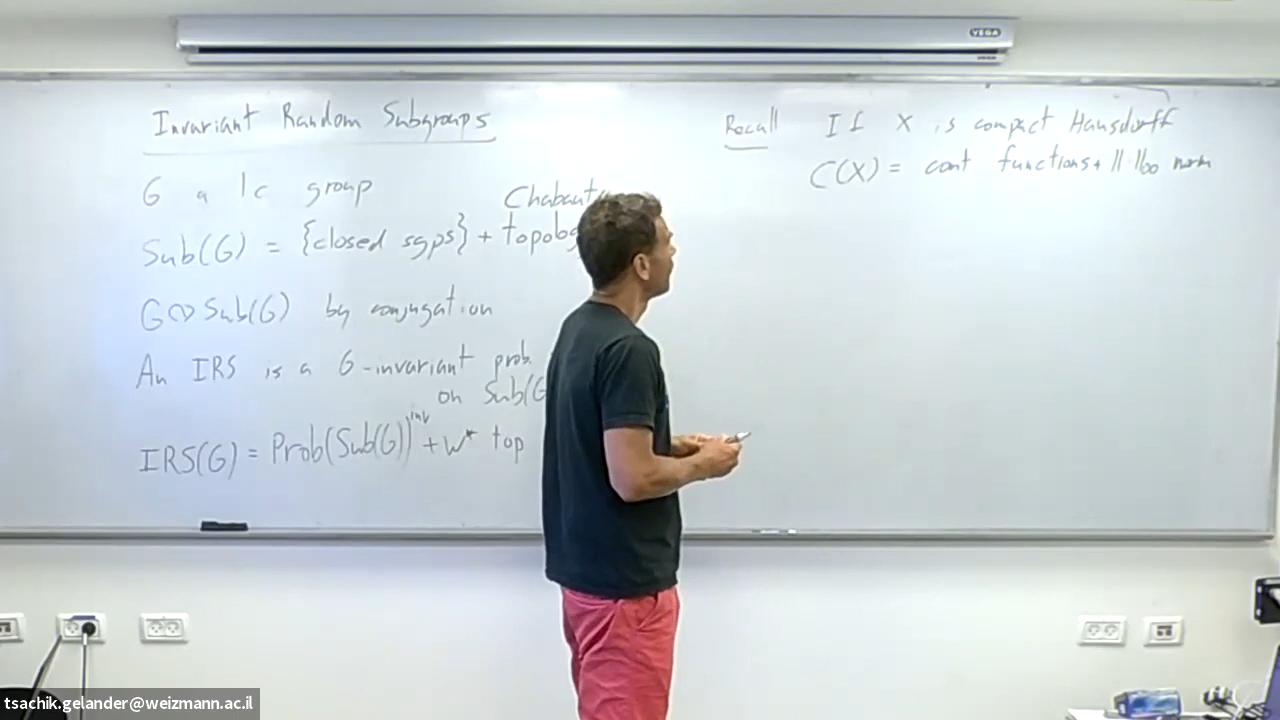 Invariant Random Subgroups
G a lc group
Chabauty
Sub(G) = {closed sgps} + topology
G ↷ Sub(G) by conjugation
An IRS is a G-invariant prob.
on Sub(G
IRS(G) = Prob(Sub(G))^inv + w* top
Recall If X is compact Hausdorff
C(X) = cont functions + ||·||∞ norm
VEGA
tsachik.gelander@weizmann.ac.il